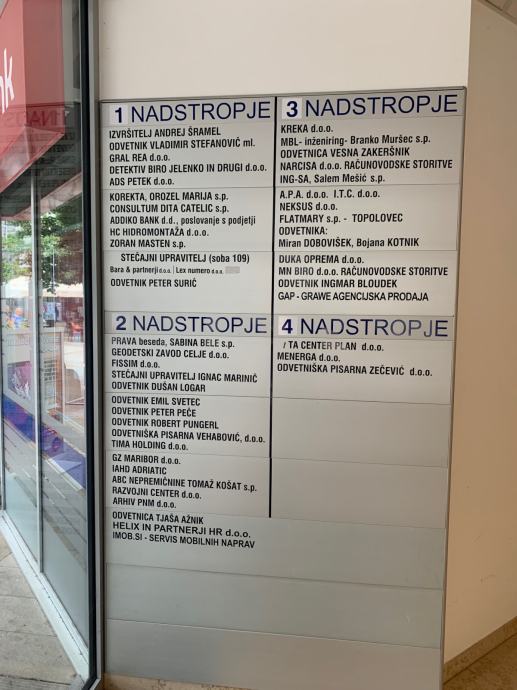 1 NADSTROPJE
IZVRŠITELJ ANDREJ ŠRAMEL
ODVETNIK VLADIMIR STEFANOVIČ ml.
GRAL REA d.o.o.
DETEKTIV BIRO JELENKO IN DRUGI d.o.o.
ADS PETEK d.o.o.
KOREKTA, OROZEL MARIJA s.p.
CONSULTUM DITA CATELIC s.p.
ADDIKO BANK d.d., poslovanje s podjetji
HC HIDROMONTAŽA d.o.o.
ZORAN MASTEN s.p.
STEČAJNI UPRAVITELJ (soba 109)
Bara & partnerji d.o.o. | Lex numero d.o.o.
ODVETNIK PETER SURIČ
2 NADSTROPJE
PRAVA beseda, SABINA BELE s.p.
GEODETSKI ZAVOD CELJE d.o.o.
FISSIM d.o.o.
STEČAJNI UPRAVITELJ IGNAC MARINIČ
ODVETNIK DUŠAN LOGAR
ODVETNIK EMIL SVETEC
ODVETNIK PETER PEČE
ODVETNIK ROBERT PUNGERL
ODVETNIŠKA PISARNA VEHABOVIĆ, d.o.o.
TIMA HOLDING d.o.o.
GZ MARIBOR d.o.o.
IAHD ADRIATIC
ABC NEPREMIČNINE TOMAŽ KOŠAT s.p.
RAZVOJNI CENTER d.o.o.
ARHIV PNM d.o.o.
ODVETNICA TJAŠA AŽNIK
HELIX IN PARTNERJI HR d.o.o.
IMOB.SI - SERVIS MOBILNIH NAPRAV
3 NADSTROPJE
KREKA d.o.o.
MBL- inženiring- Branko Muršec s.p.
ODVETNICA VESNA ZAKERŠNIK
NARCISA d.o.o. RAČUNOVODSKE STORITVE
ING-SA, Salem Mešić s.p.
A.P.A. d.o.o. I.T.C. d.o.o.
NEKSUS d.o.o.
FLATMARY s.p. - TOPOLOVEC
ODVETNIKA:
Miran DOBOVIŠEK, Bojana KOTNIK
DUKA OPREMA d.o.o.
MN BIRO d.o.o. RAČUNOVODSKE STORITVE
ODVETNIK INGMAR BLOUDEK
GAP - GRAWE AGENCIJSKA PRODAJA
4 NADSTROPJE
TA CENTER PLAN d.o.o.
MENERGA d.o.o.
ODVETNIŠKA PISARNA ZEČEVIĆ d.o.o.